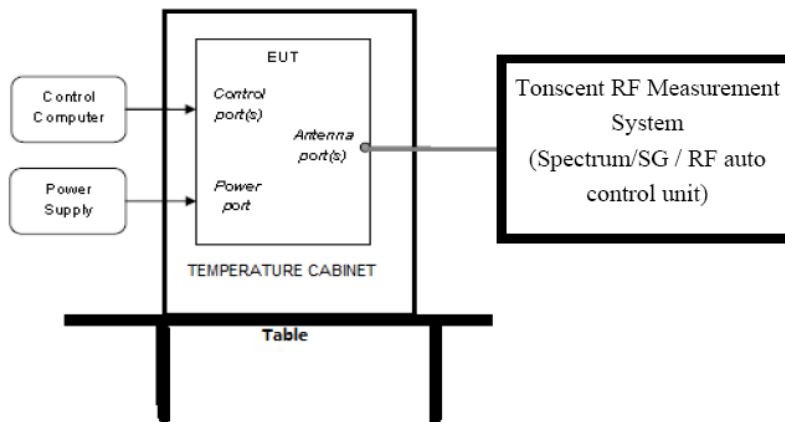 EUT
Control
port(s)
Antenna
port(s)
Power
port
Control
Computer
Power
Supply
TEMPERATURE CABINET
Table
Tonscent RF Measurement
System
(Spectrum/SG / RF auto
control unit)